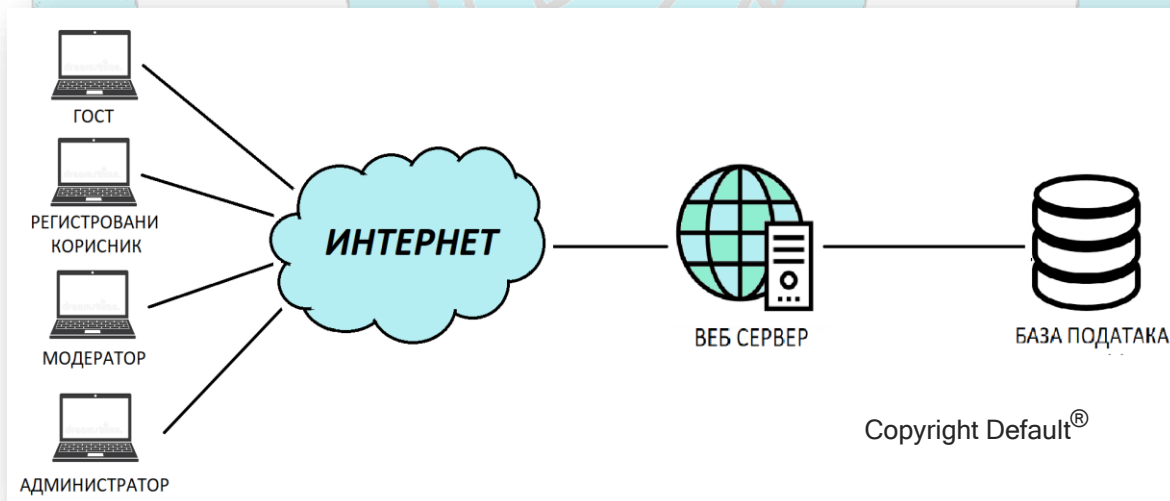 ГОСТ
РЕГИСТРОВАНИ
КОРИСНИК
МОДЕРАТОР
АДМИНИСТРАТОР
ИНТЕРНЕТ
ВЕБ СЕРВЕР
БАЗА ПОДАТАКА
Copyright Default®